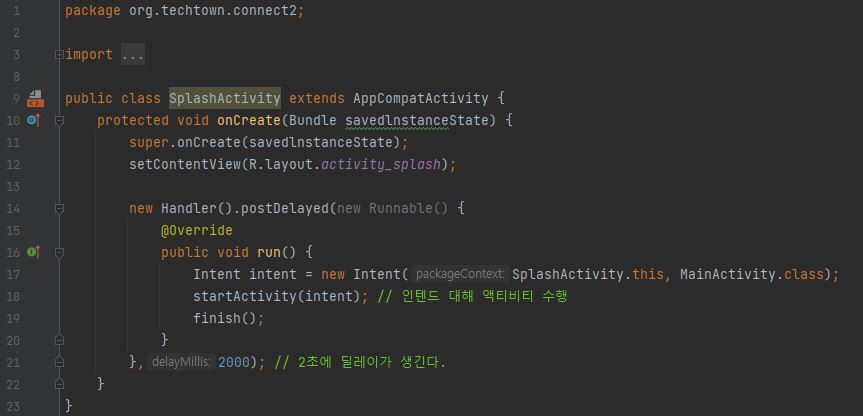 1 package org.techtown.connect2;
2
3 import ...
8
9 public class SplashActivity extends AppCompatActivity {
10 protected void onCreate(Bundle savedlnstanceState) {
11 super.onCreate(savedlnstanceState);
12 setContentView(R.layout.activity_splash);
13
14 new Handler().postDelayed(new Runnable() {
15 @Override
16 public void run() {
17 Intent intent = new Intent( packageContext: SplashActivity.this, MainActivity.class);
18 startActivity(intent); // 인텐드 대해 액티비티 수행
19 finish();
20 }
21 }, delayMillis: 2000); // 2초에 딜레이가 생긴다.
22 }
23 }